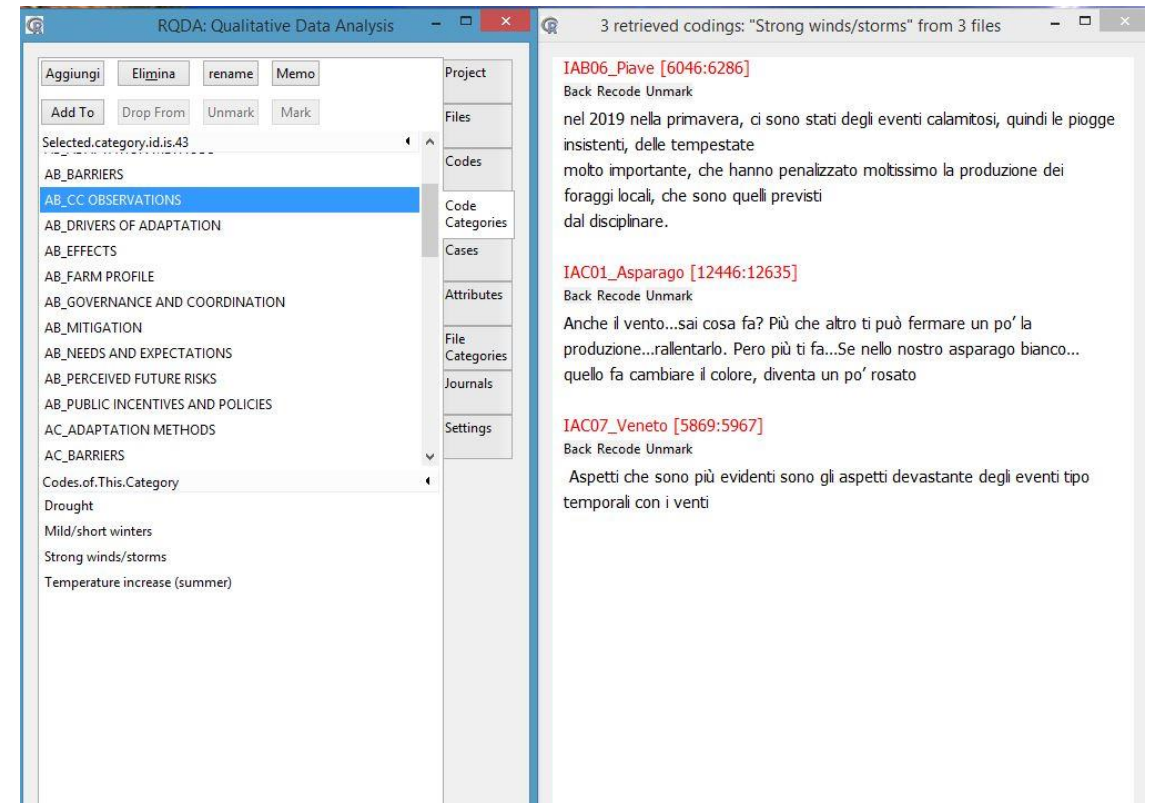 RQDA: Qualitative Data Analysis
Aggiungi Elimina rename Memo
Add To Drop From Unmark Mark
Selected.category.id.is.43
AB_BARRIERS
AB_CC OBSERVATIONS
AB_DRIVERS OF ADAPTATION
AB_EFFECTS
AB_FARM PROFILE
AB_GOVERNANCE AND COORDINATION
AB_MITIGATION
AB_NEEDS AND EXPECTATIONS
AB_PERCEIVED FUTURE RISKS
AB_PUBLIC INCENTIVES AND POLICIES
AC_ADAPTATION METHODS
AC_BARRIERS
Codes.of.This.Category
Drought
Mild/short winters
Strong winds/storms
Temperature increase (summer)
Project
Files
Codes
Code
Categories
Cases
Attributes
File
Categories
Journals
Settings
3 retrieved codings: "Strong winds/storms" from 3 files
IAB06_Piave [6046:6286]
Back Recode Unmark
nel 2019 nella primavera, ci sono stati degli eventi calamitosi, quindi le piogge
insistenti, delle tempestate
molto importante, che hanno penalizzato moltissimo la produzione dei
foraggi locali, che sono quelli previsti
dal disciplinare.
IAC01_Asparago [12446:12635]
Back Recode Unmark
Anche il vento...sai cosa fa? Più che altro ti può fermare un po’ la
produzione...rallentarlo. Pero più ti fa...Se nello nostro asparago bianco...
quello fa cambiare il colore, diventa un po’ rosato
IAC07_Veneto [5869:5967]
Back Recode Unmark
Aspetti che sono più evidenti sono gli aspetti devastante degli eventi tipo
temporali con i venti